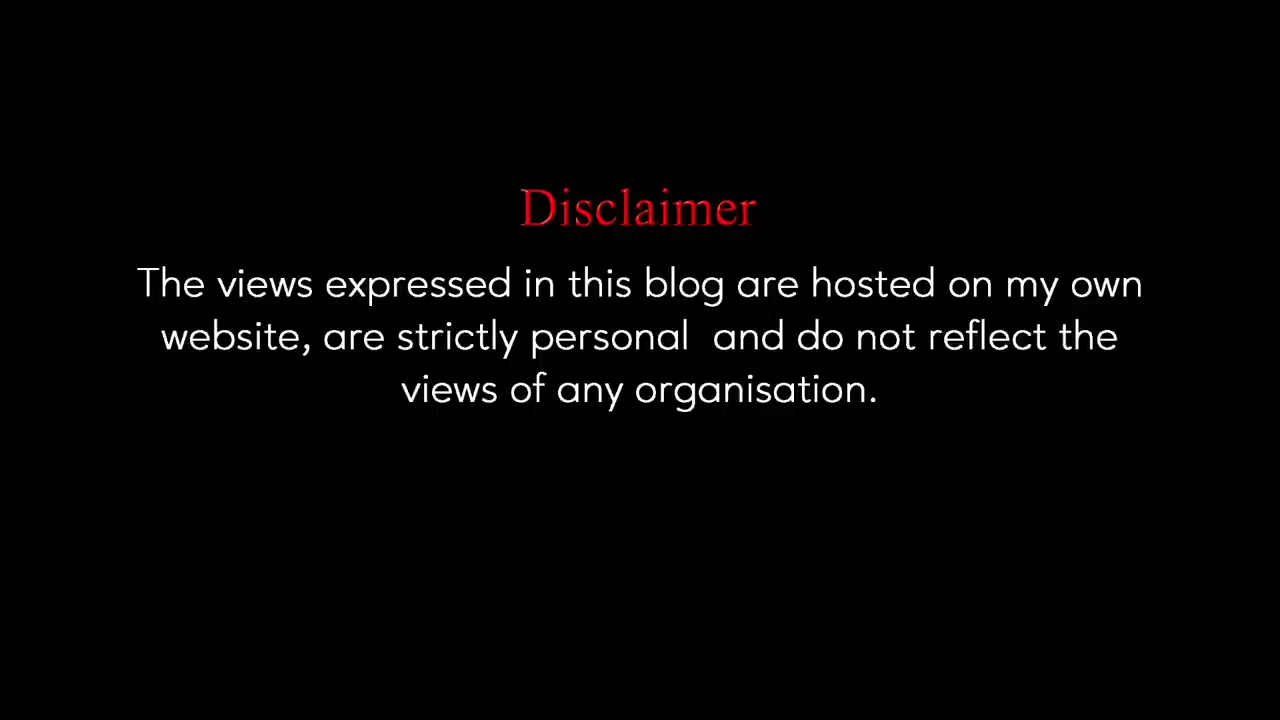 Disclaimer
The views expressed in this blog are hosted on my own
website, are strictly personal  and do not reflect the
views of any organisation.